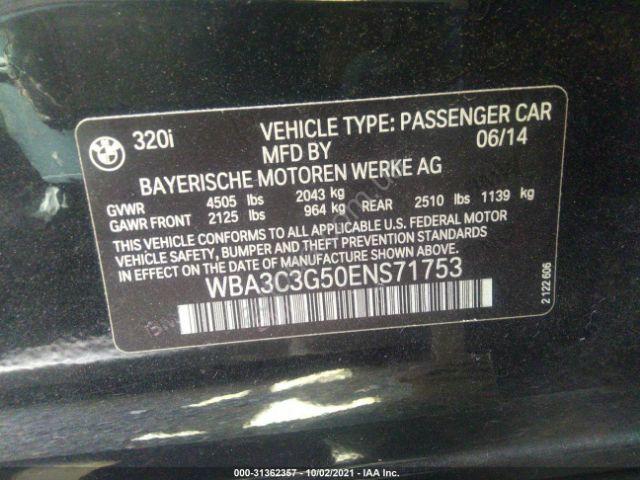 BMW
320i VEHICLE TYPE: PASSENGER CAR
MFD BY 06/14
BAYERISCHE MOTOREN WERKE AG
GVWR 4505 lbs 2043 kg
GAWR FRONT 2125 lbs 964 kg REAR 2510 lbs 1139 kg
THIS VEHICLE CONFORMS TO ALL APPLICABLE U.S. FEDERAL MOTOR
VEHICLE SAFETY, BUMPER AND THEFT PREVENTION STANDARDS
IN EFFECT ON THE DATE OF MANUFACTURE SHOWN ABOVE.
WBA3C3G50ENS71753
2 122 606
000-31362357 - 10/02/2021 - IAA Inc.